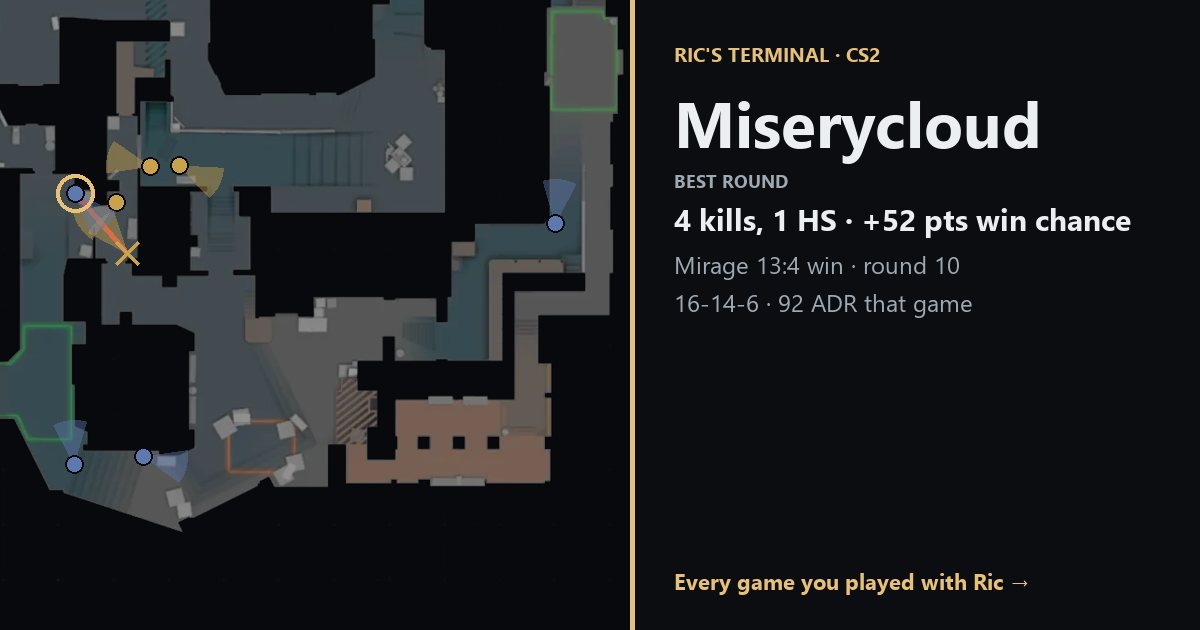 RIC'S TERMINAL · CS2
Miserycloud
BEST ROUND
4 kills, 1 HS · +52 pts win chance
Mirage 13:4 win · round 10
16-14-6 · 92 ADR that game
Every game you played with Ric →